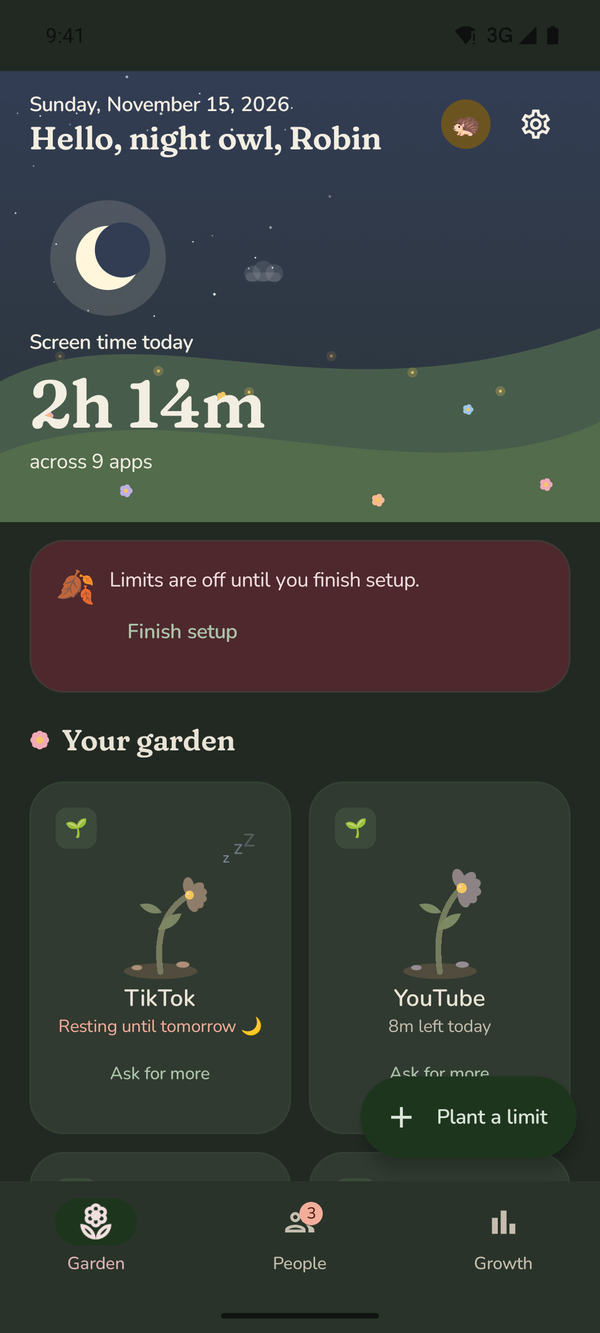 9:41
3G
Sunday, November 15, 2026
Hello, night owl, Robin
Screen time today
2h 14m
across 9 apps
Limits are off until you finish setup.
Finish setup
Your garden
z z z
TikTok
Resting until tomorrow
Ask for more
YouTube
8m left today
Ask for more
Plant a limit
Garden
3
People
Growth